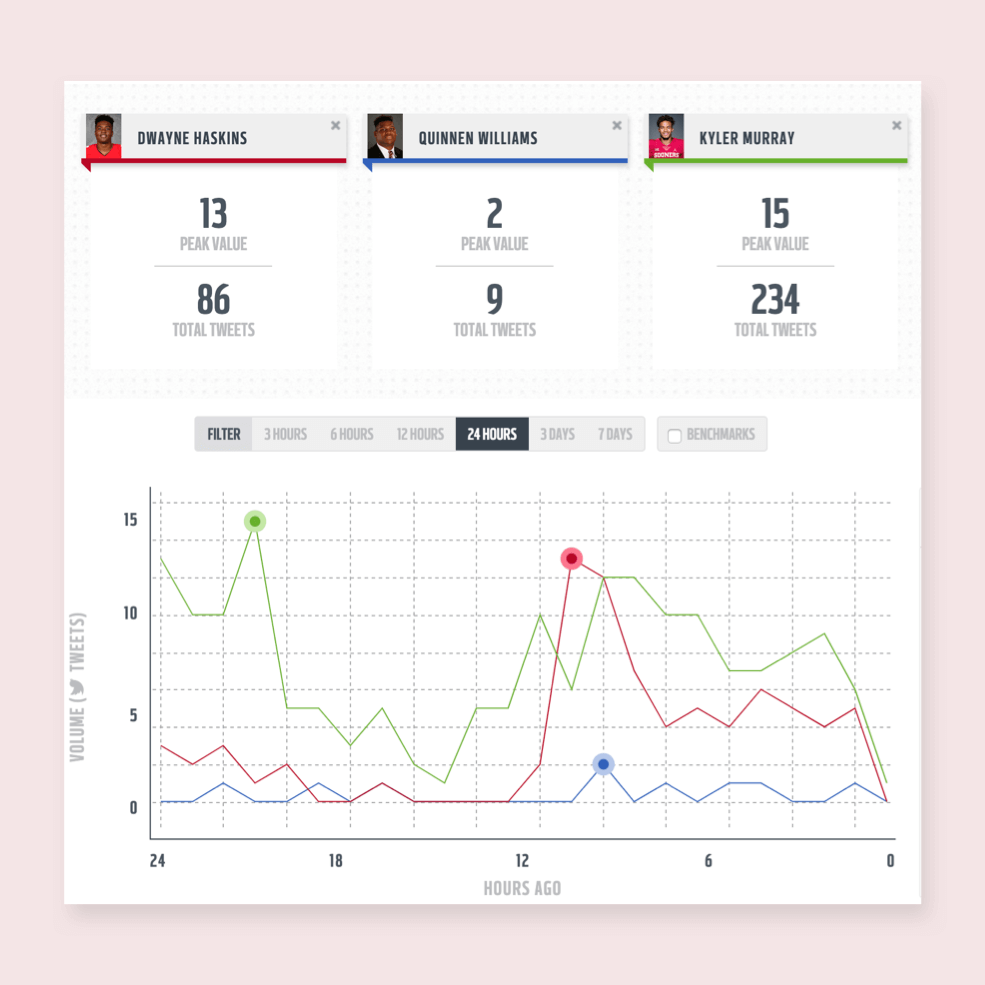 DWAYNE HASKINS
QUINNEN WILLIAMS
SOONERS
KYLER MURRAY
13
PEAK VALUE
86
TOTAL TWEETS
2
PEAK VALUE
9
TOTAL TWEETS
15
PEAK VALUE
234
TOTAL TWEETS
FILTER 3 HOURS 6 HOURS 12 HOURS 24 HOURS 3 DAYS 7 DAYS BENCHMARKS
15
10
5
0
VOLUME ( TWEETS)
24 18 12 6 0
HOURS AGO